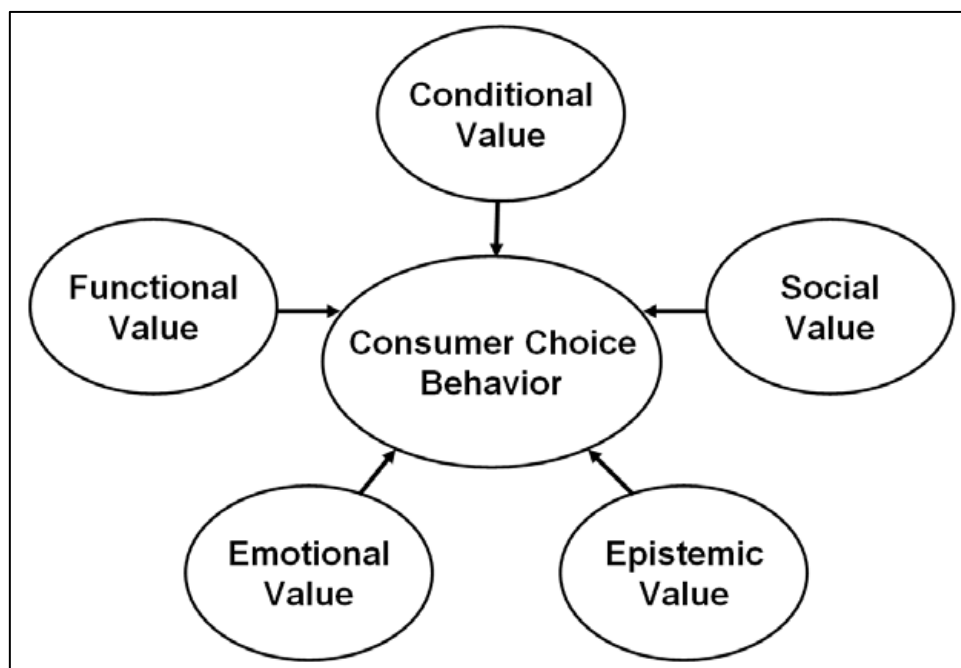 Conditional
Value
Functional
Value
Social
Value
Consumer Choice
Behavior
Emotional
Value
Epistemic
Value